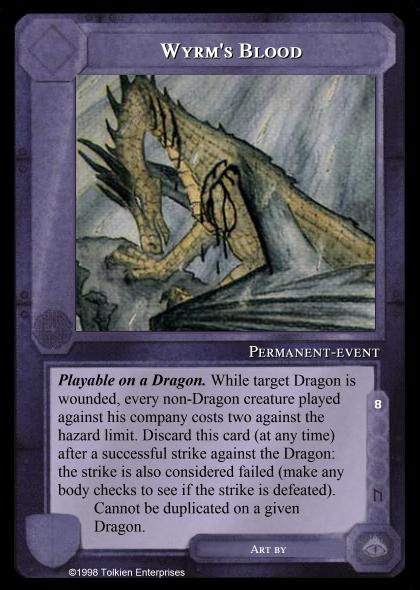 Wyrm's Blood
Permanent-event
Playable on a Dragon. While target Dragon is
wounded, every non-Dragon creature played
against his company costs two against the
hazard limit. Discard this card (at any time)
after a successful strike against the Dragon:
the strike is also considered failed (make any
body checks to see if the strike is defeated).
Cannot be duplicated on a given
Dragon.
8
Art by
©1998 Tolkien Enterprises